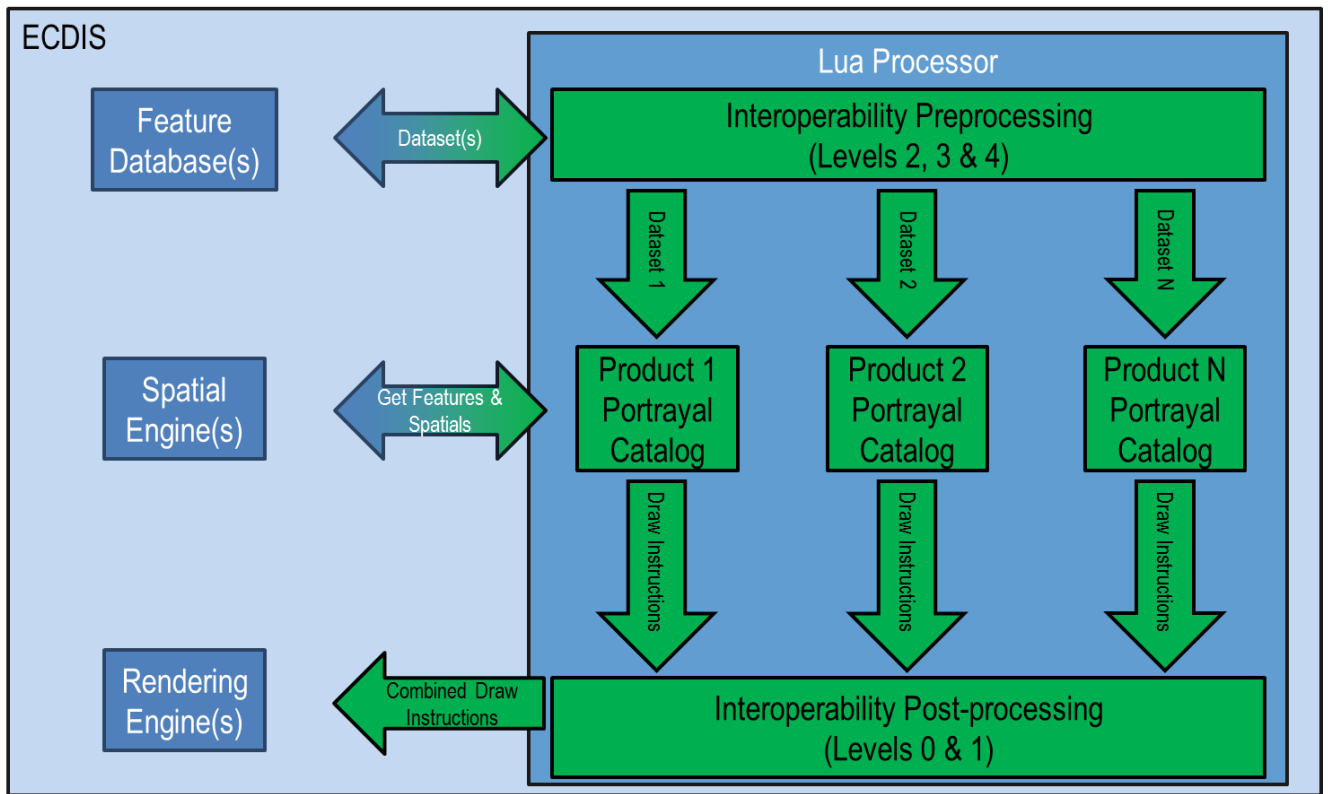 ECDIS
Lua Processor
Feature
Database(s)
Dataset(s)
Interoperability Preprocessing
(Levels 2, 3 & 4)
Dataset 1
Dataset 2
Dataset N
Spatial
Engine(s)
Get Features &
Spatials
Product 1
Portrayal
Catalog
Product 2
Portrayal
Catalog
Product N
Portrayal
Catalog
Draw Instructions
Draw Instructions
Draw Instructions
Rendering
Engine(s)
Combined Draw
Instructions
Interoperability Post-processing
(Levels 0 & 1)